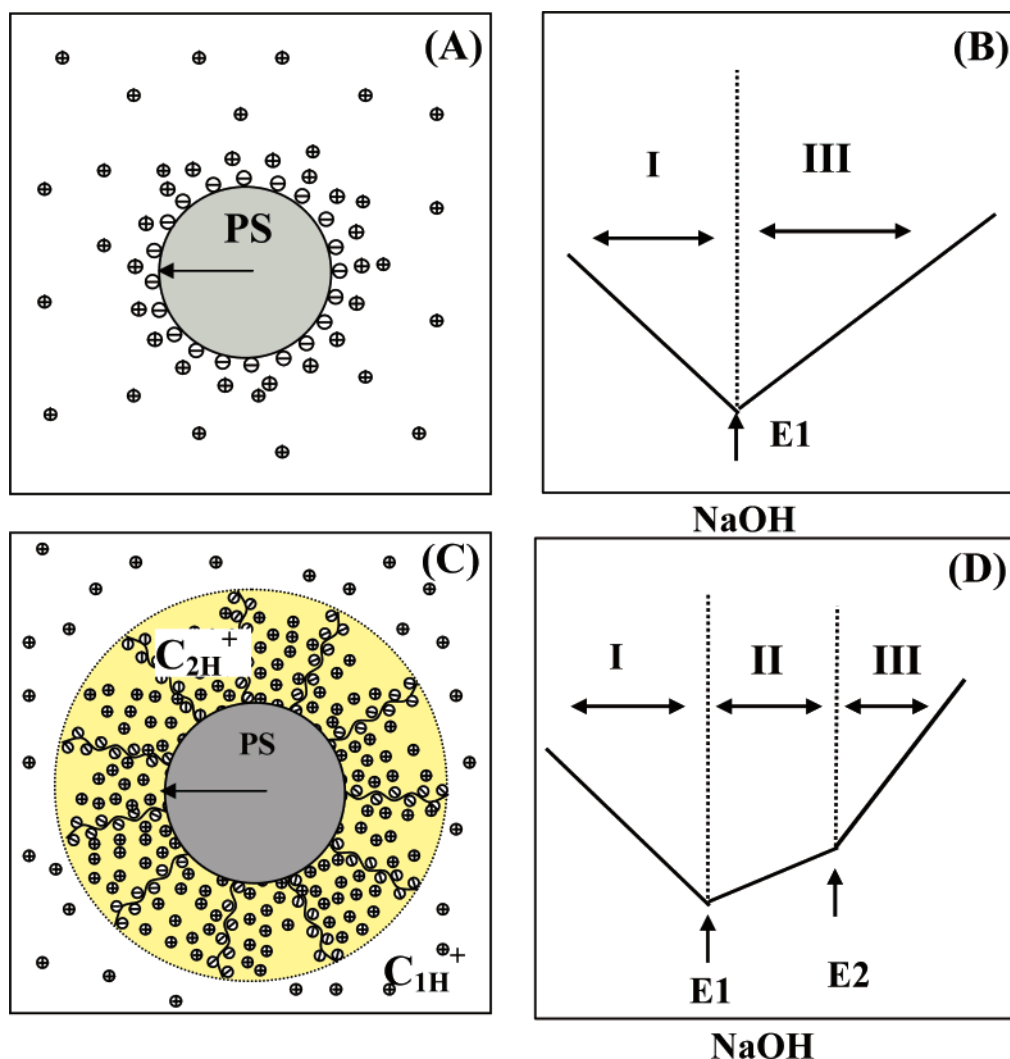 (A)
PS
(B)
I
III
E1
NaOH
(C)
C2H+
PS
C1H+
(D)
I
II
III
E1
E2
NaOH